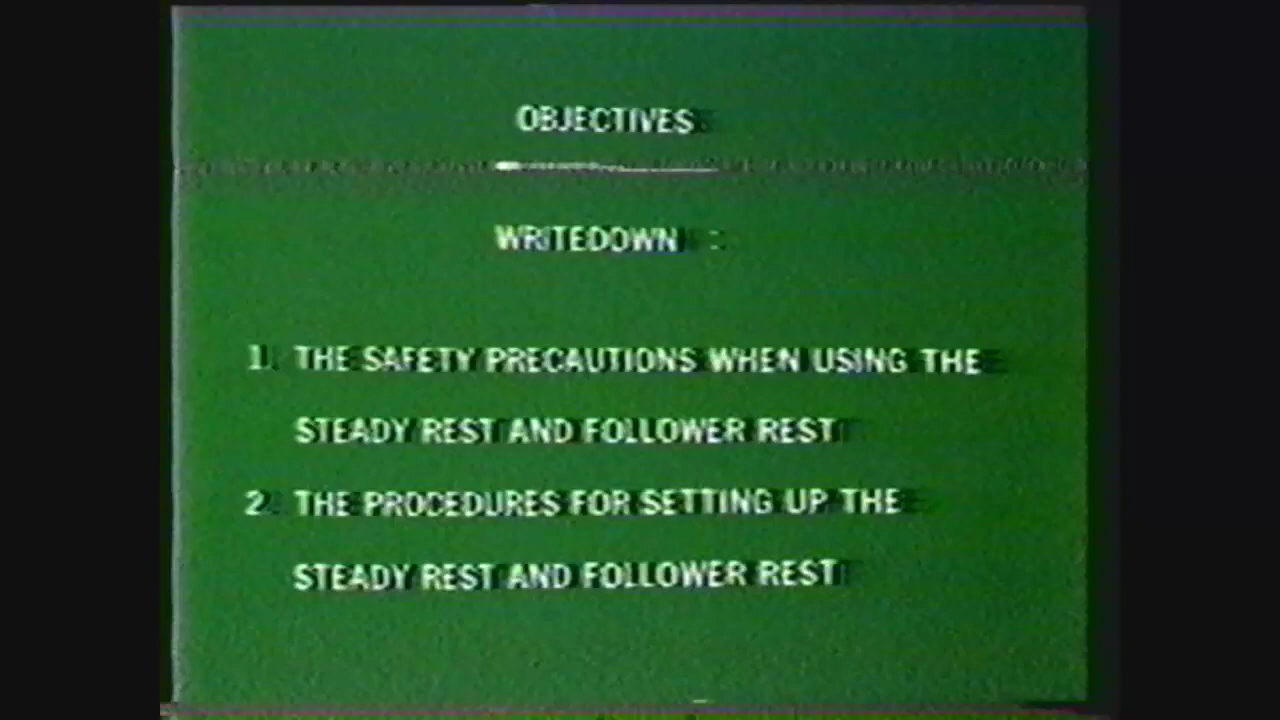 OBJECTIVES
WRITEDOWN :
1. THE SAFETY PRECAUTIONS WHEN USING THE
STEADY REST AND FOLLOWER REST
2. THE PROCEDURES FOR SETTING UP THE
STEADY REST AND FOLLOWER REST